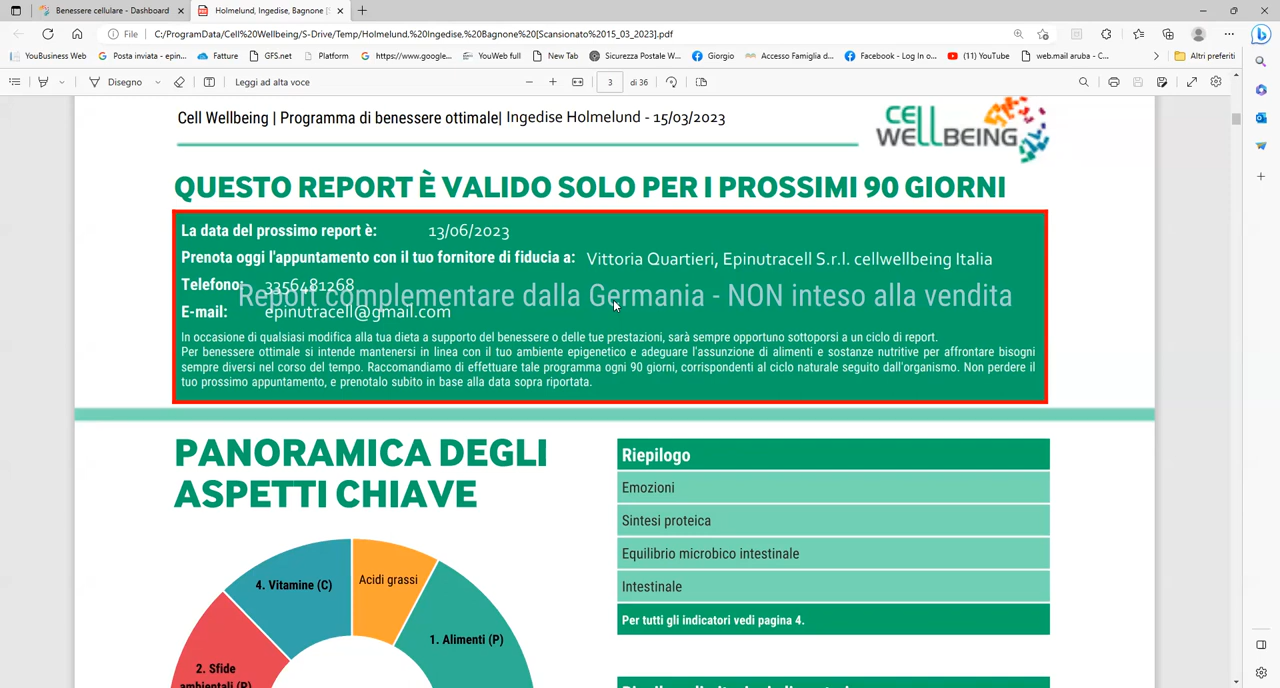 Benessere cellulare - Dashboard
Holmelund, Ingedise, Bagnone [S
File C:/ProgramData/Cell%20Wellbeing/S-Drive/Temp/Holmelund,%20Ingedise,%20Bagnone%20[Scansionato%2015_03_2023].pdf
YouBusiness Web Posta inviata - epin... Fatture GFS.net Platform https://www.google... YouWeb full New Tab Sicurezza Postale W... Giorgio Accesso Famiglia d... Facebook - Log In o... (11) YouTube web.mail aruba - C... Altri preferiti
Disegno Leggi ad alta voce 3 di 36
Cell Wellbeing | Programma di benessere ottimale| Ingedise Holmelund - 15/03/2023
CELL WELLBEING
QUESTO REPORT È VALIDO SOLO PER I PROSSIMI 90 GIORNI
La data del prossimo report è: 13/06/2023
Prenota oggi l'appuntamento con il tuo fornitore di fiducia a: Vittoria Quartieri, Epinutracell S.r.l. cellwellbeing Italia
Telefono: 3356481268
Report complementare dalla Germania - NON inteso alla vendita
E-mail: epinutracell@gmail.com
In occasione di qualsiasi modifica alla tua dieta a supporto del benessere o delle tue prestazioni, sarà sempre opportuno sottoporsi a un ciclo di report.
Per benessere ottimale si intende mantenersi in linea con il tuo ambiente epigenetico e adeguare l'assunzione di alimenti e sostanze nutritive per affrontare bisogni
sempre diversi nel corso del tempo. Raccomandiamo di effettuare tale programma ogni 90 giorni, corrispondenti al ciclo naturale seguito dall'organismo. Non perdere il
tuo prossimo appuntamento, e prenotalo subito in base alla data sopra riportata.
PANORAMICA DEGLI
ASPETTI CHIAVE
4. Vitamine (C)
Acidi grassi
1. Alimenti (P)
2. Sfide
ambientali (P)
Riepilogo
Emozioni
Sintesi proteica
Equilibrio microbico intestinale
Intestinale
Per tutti gli indicatori vedi pagina 4.